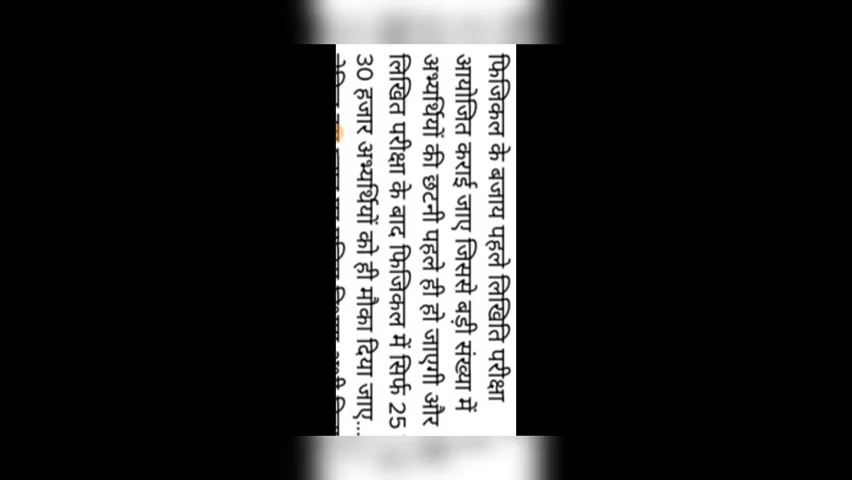 फिजिकल के बजाय पहले लिखिति परीक्षा
आयोजित कराई जाए जिससे बड़ी संख्या में
अभ्यर्थियों की छटनी पहले ही हो जाएगी और
लिखित परीक्षा के बाद फिजिकल में सिर्फ 25
30 हजार अभ्यर्थियों को ही मौका दिया जाए...